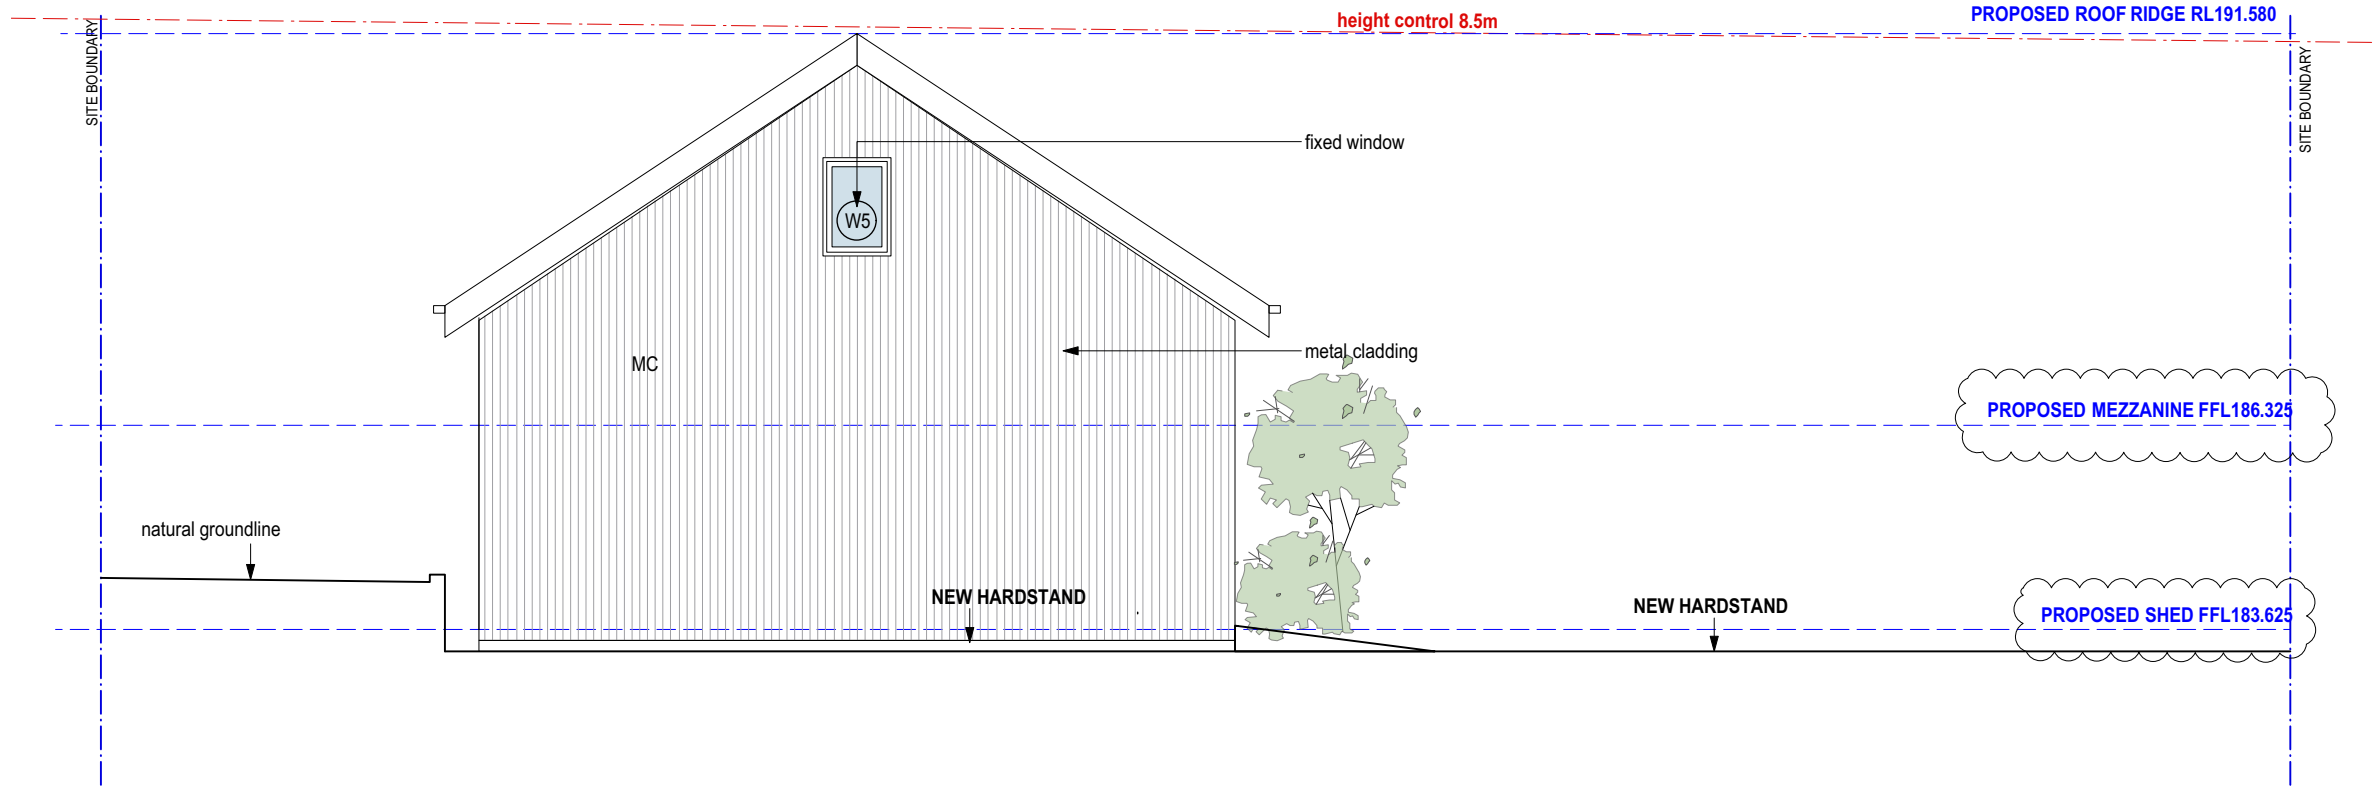 PROPOSED ROOF RIDGE RL191.580
height control 8.5m
SITE BOUNDARY
SITE BOUNDARY
fixed window
W5
metal cladding
MC
PROPOSED MEZZANINE FFL186.325
natural groundline
NEW HARDSTAND
NEW HARDSTAND
PROPOSED SHED FFL183.625